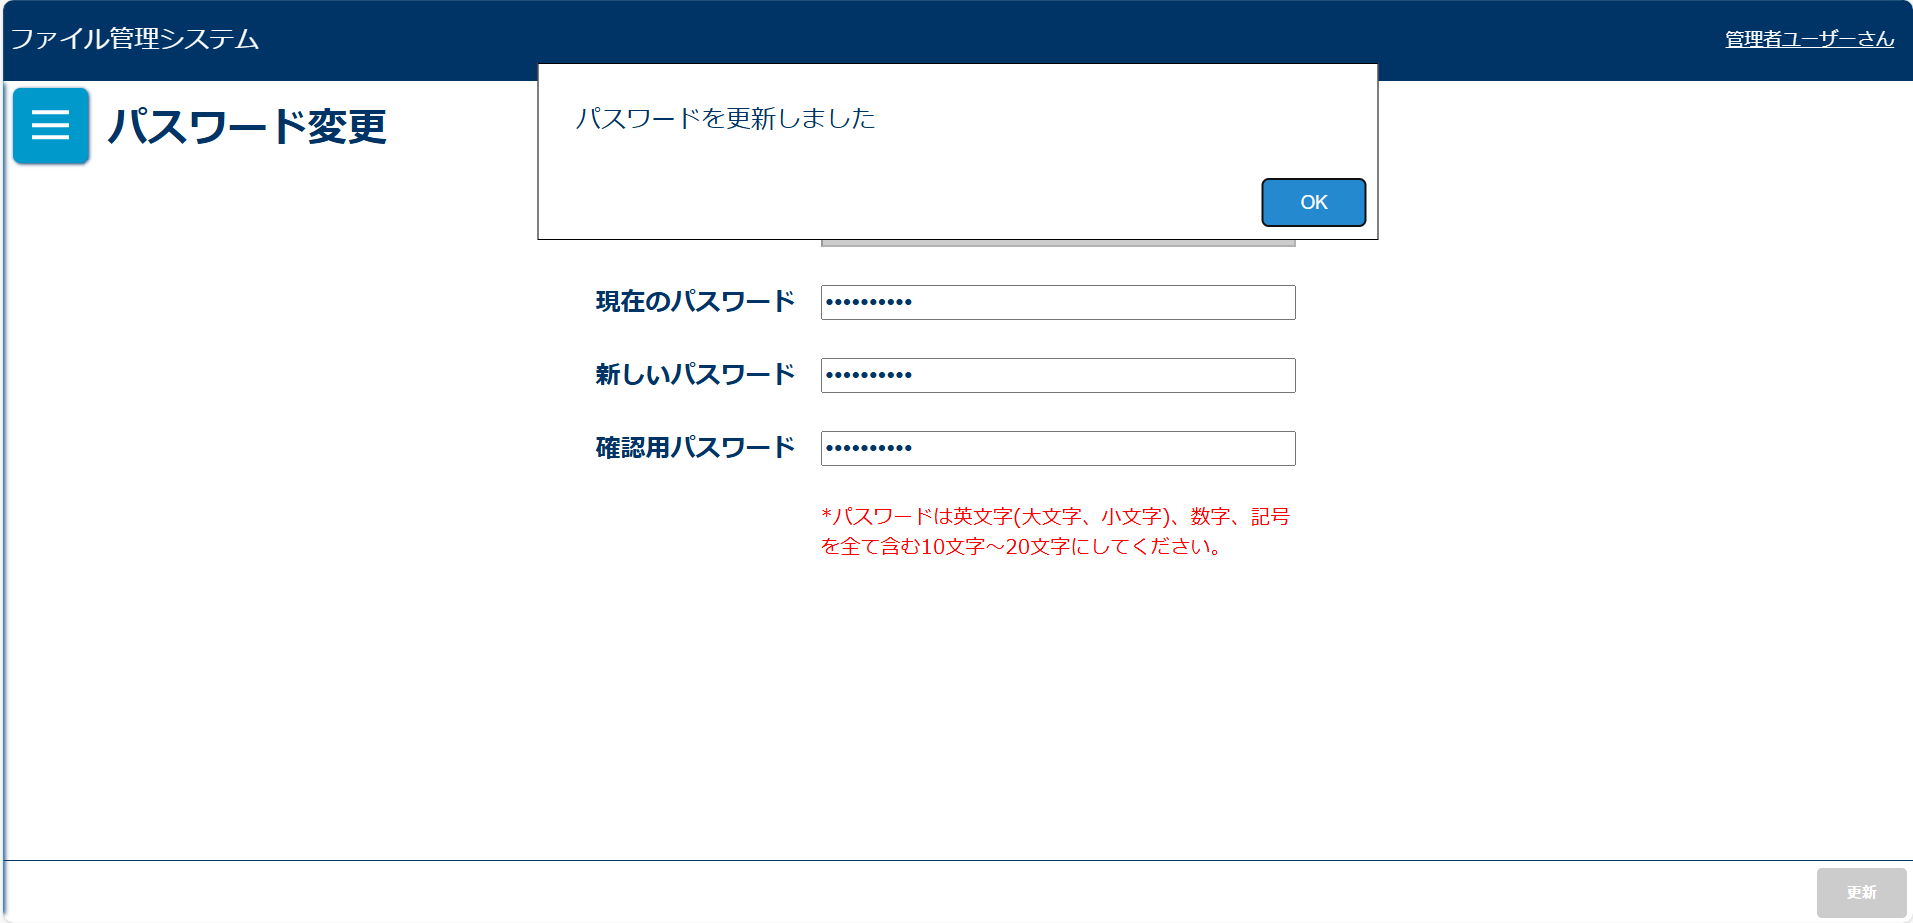 ファイル管理システム
管理者ユーザーさん
パスワード変更
パスワードを更新しました
OK
現在のパスワード
••••••••••
新しいパスワード
••••••••••
確認用パスワード
••••••••••
*パスワードは英文字(大文字、小文字)、数字、記号
を全て含む10文字～20文字にしてください。
更新